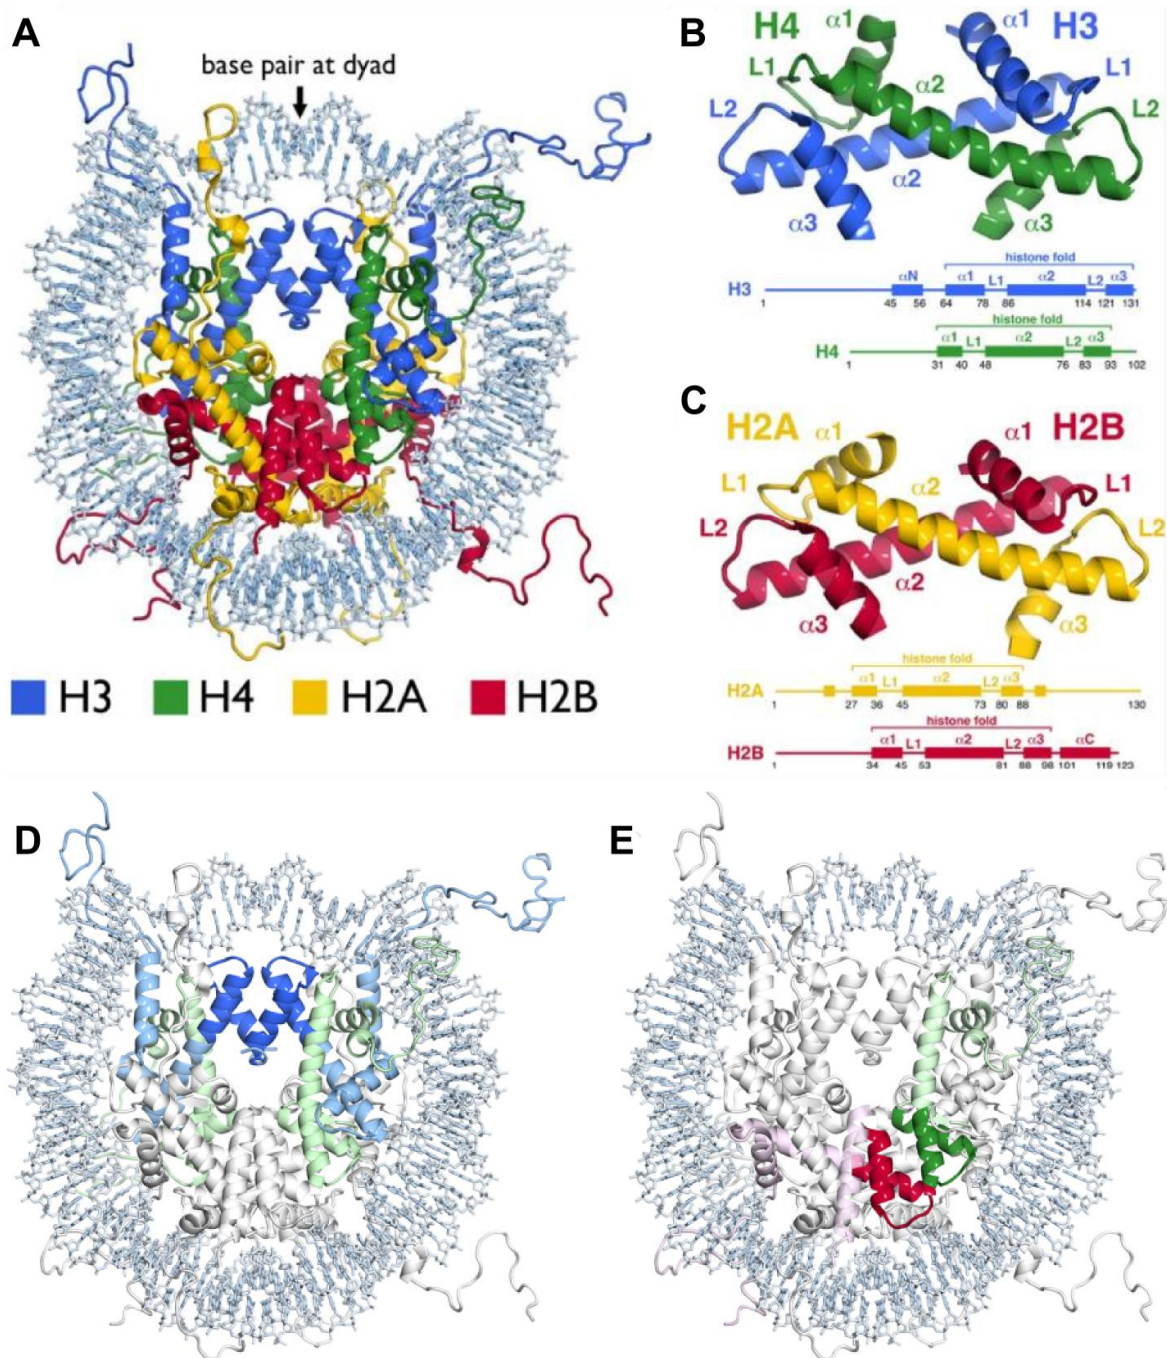 A
base pair at dyad
H3 H4 H2A H2B
B
H4 α1 α1 H3
L1 α2 L1
L2 L2
α2
α3 α3
histone fold
αN α1 L1 α2 L2 α3
H3
1 45 56 64 78 86 114 121 131
histone fold
α1 L1 α2 L2 α3
H4
1 31 40 48 76 83 93 102
C
H2A α1 α1 H2B
L1 α2 L1
L2 L2
α2
α3 α3
histone fold
α1 L1 α2 L2 α3
H2A
1 27 36 45 73 80 88 130
histone fold
α1 L1 α2 L2 α3 αC
H2B
1 34 45 53 81 88 98 101 119 123
D
E